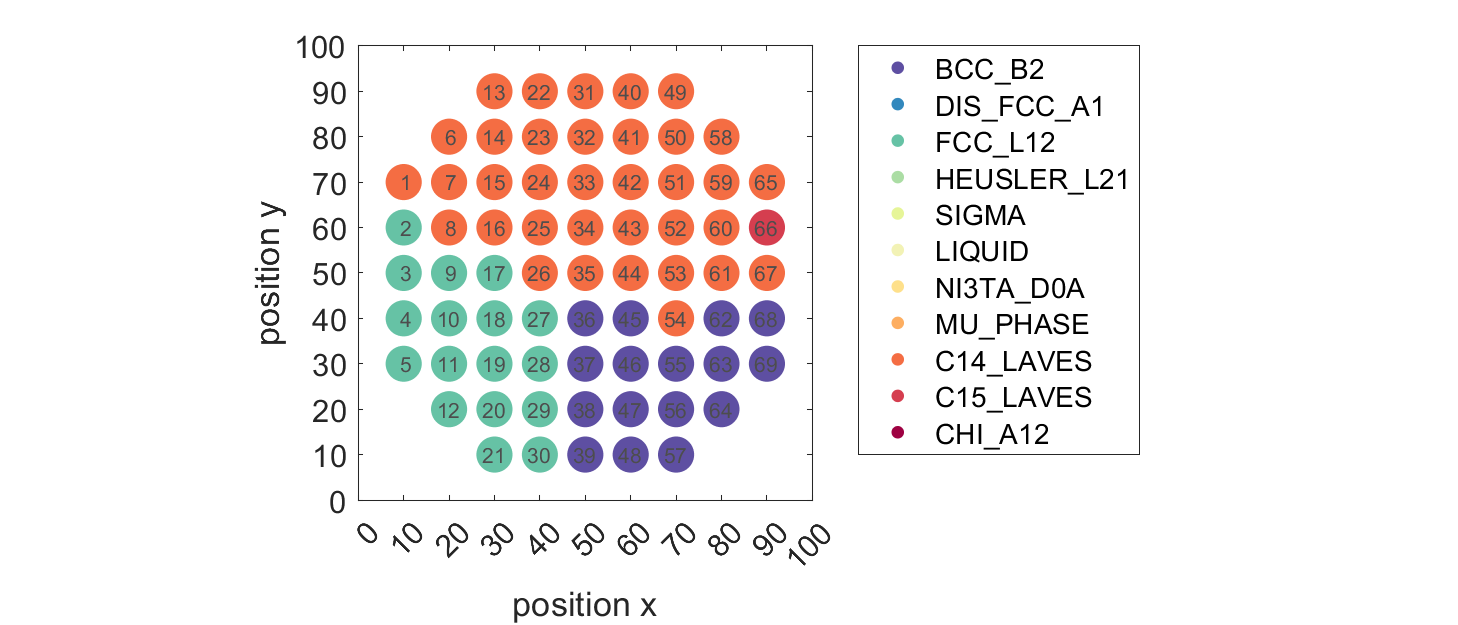 100
90
80
70
60
50
40
30
20
10
0
position y
13 22 31 40 49
6 14 23 32 41 50 58
1 7 15 24 33 42 51 59 65
2 8 16 25 34 43 52 60 66
3 9 17 26 35 44 53 61 67
4 10 18 27 36 45 54 62 68
5 11 19 28 37 46 55 63 69
12 20 29 38 47 56 64
21 30 39 48 57
0 10 20 30 40 50 60 70 80 90 100
position x
BCC_B2
DIS_FCC_A1
FCC_L12
HEUSLER_L21
SIGMA
LIQUID
NI3TA_D0A
MU_PHASE
C14_LAVES
C15_LAVES
CHI_A12